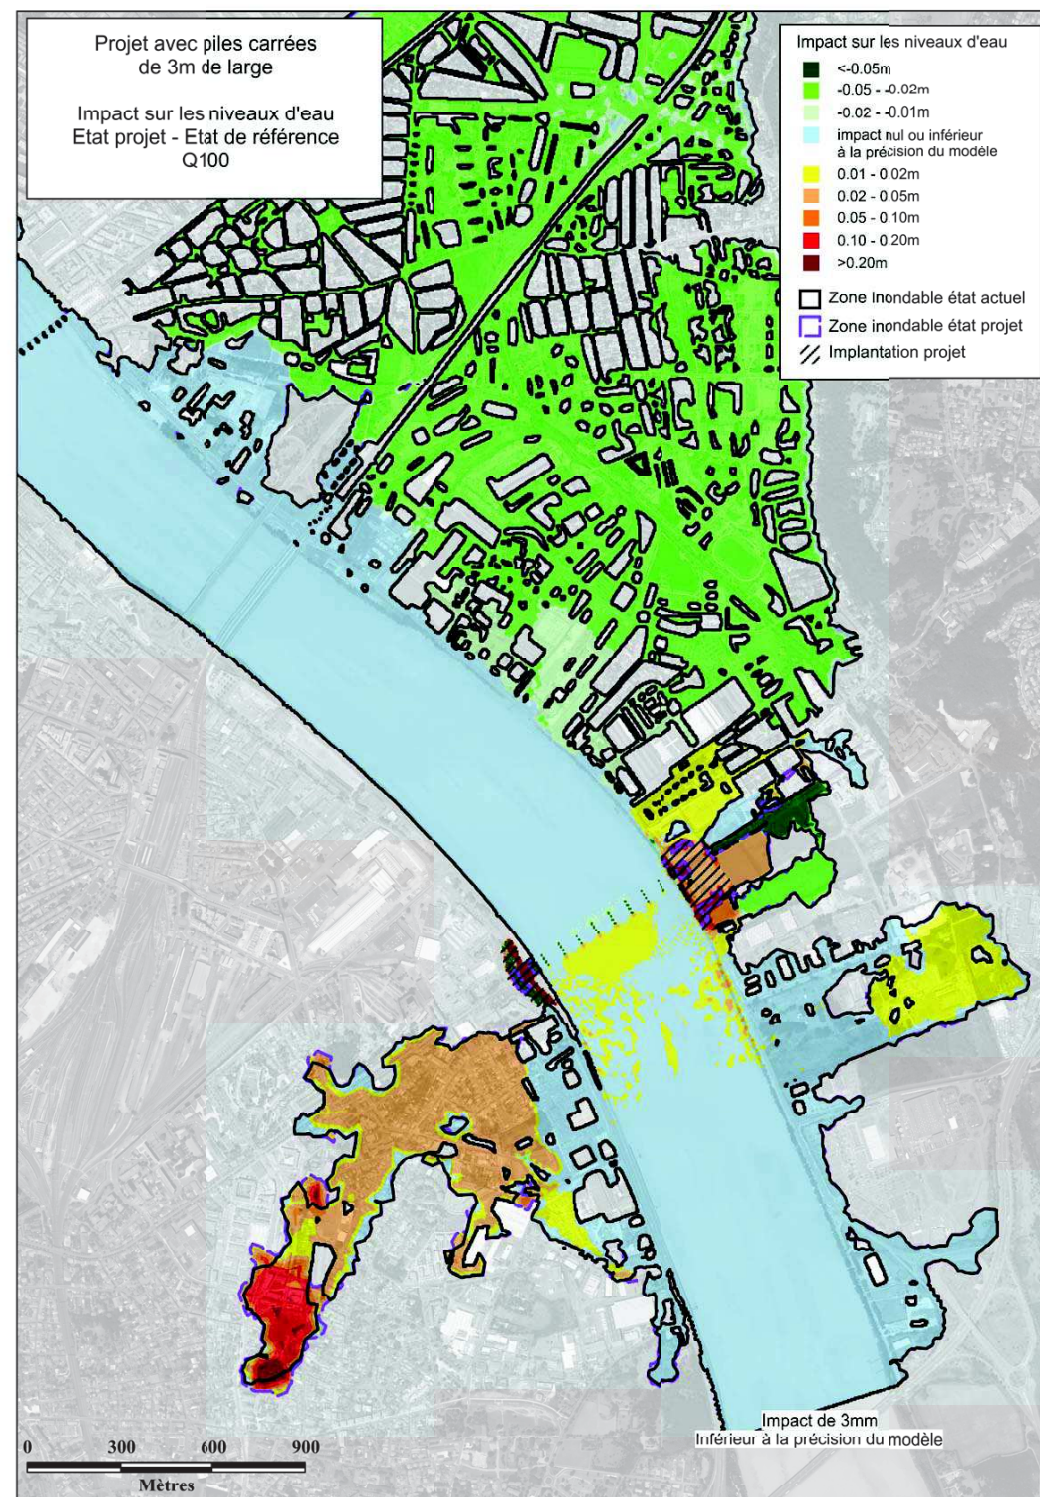 Projet avec piles carrées
de 3m de large
Impact sur les niveaux d'eau
Etat projet - Etat de référence
Q100
Impact sur les niveaux d'eau
<-0.05m
-0.05 - -0.02m
-0.02 - -0.01m
impact nul ou inférieur
à la précision du modèle
0.01 - 0.02m
0.02 - 0.05m
0.05 - 0.10m
0.10 - 0.20m
>0.20m
Zone inondable état actuel
Zone inondable état projet
Implantation projet
Impact de 3mm
Inférieur à la précision du modèle
0 300 600 900
Mètres